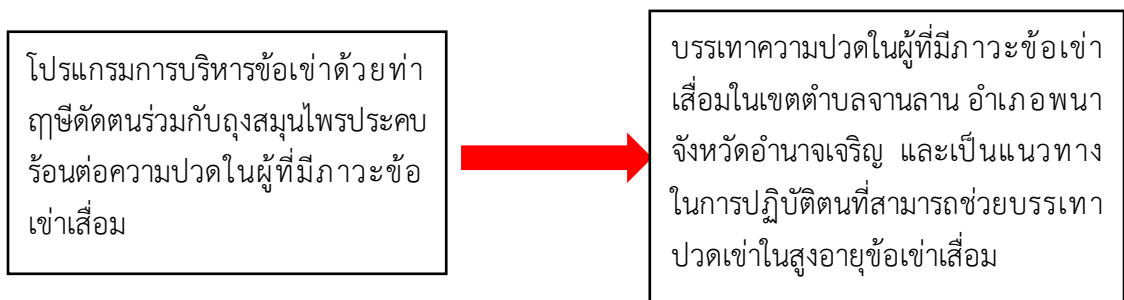 โปรแกรมการบริหารข้อเข่าด้วยท่า
ฤๅษีดัดตนร่วมกับถุงสมุนไพรประคบ
ร้อนต่อความปวดในผู้ที่มีภาวะข้อ
เข่าเสื่อม
บรรเทาความปวดในผู้ที่มีภาวะข้อเข่า
เสื่อมในเขตตำบลจานลาน อำเภอพนา
จังหวัดอำนาจเจริญ และเป็นแนวทาง
ในการปฏิบัติตนที่สามารถช่วยบรรเทา
ปวดเข่าในสูงอายุข้อเข่าเสื่อม